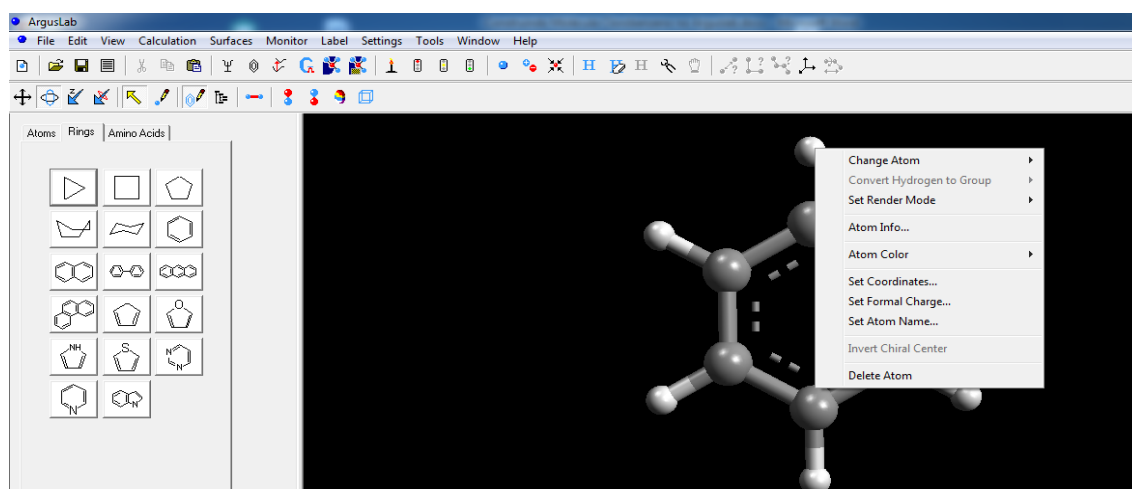 ArgusLab
File Edit View Calculation Surfaces Monitor Label Settings Tools Window Help
Atoms Rings Amino Acids
Change Atom
Convert Hydrogen to Group
Set Render Mode
Atom Info...
Atom Color
Set Coordinates...
Set Formal Charge...
Set Atom Name...
Invert Chiral Center
Delete Atom
O
NH
S
N
N
N
N